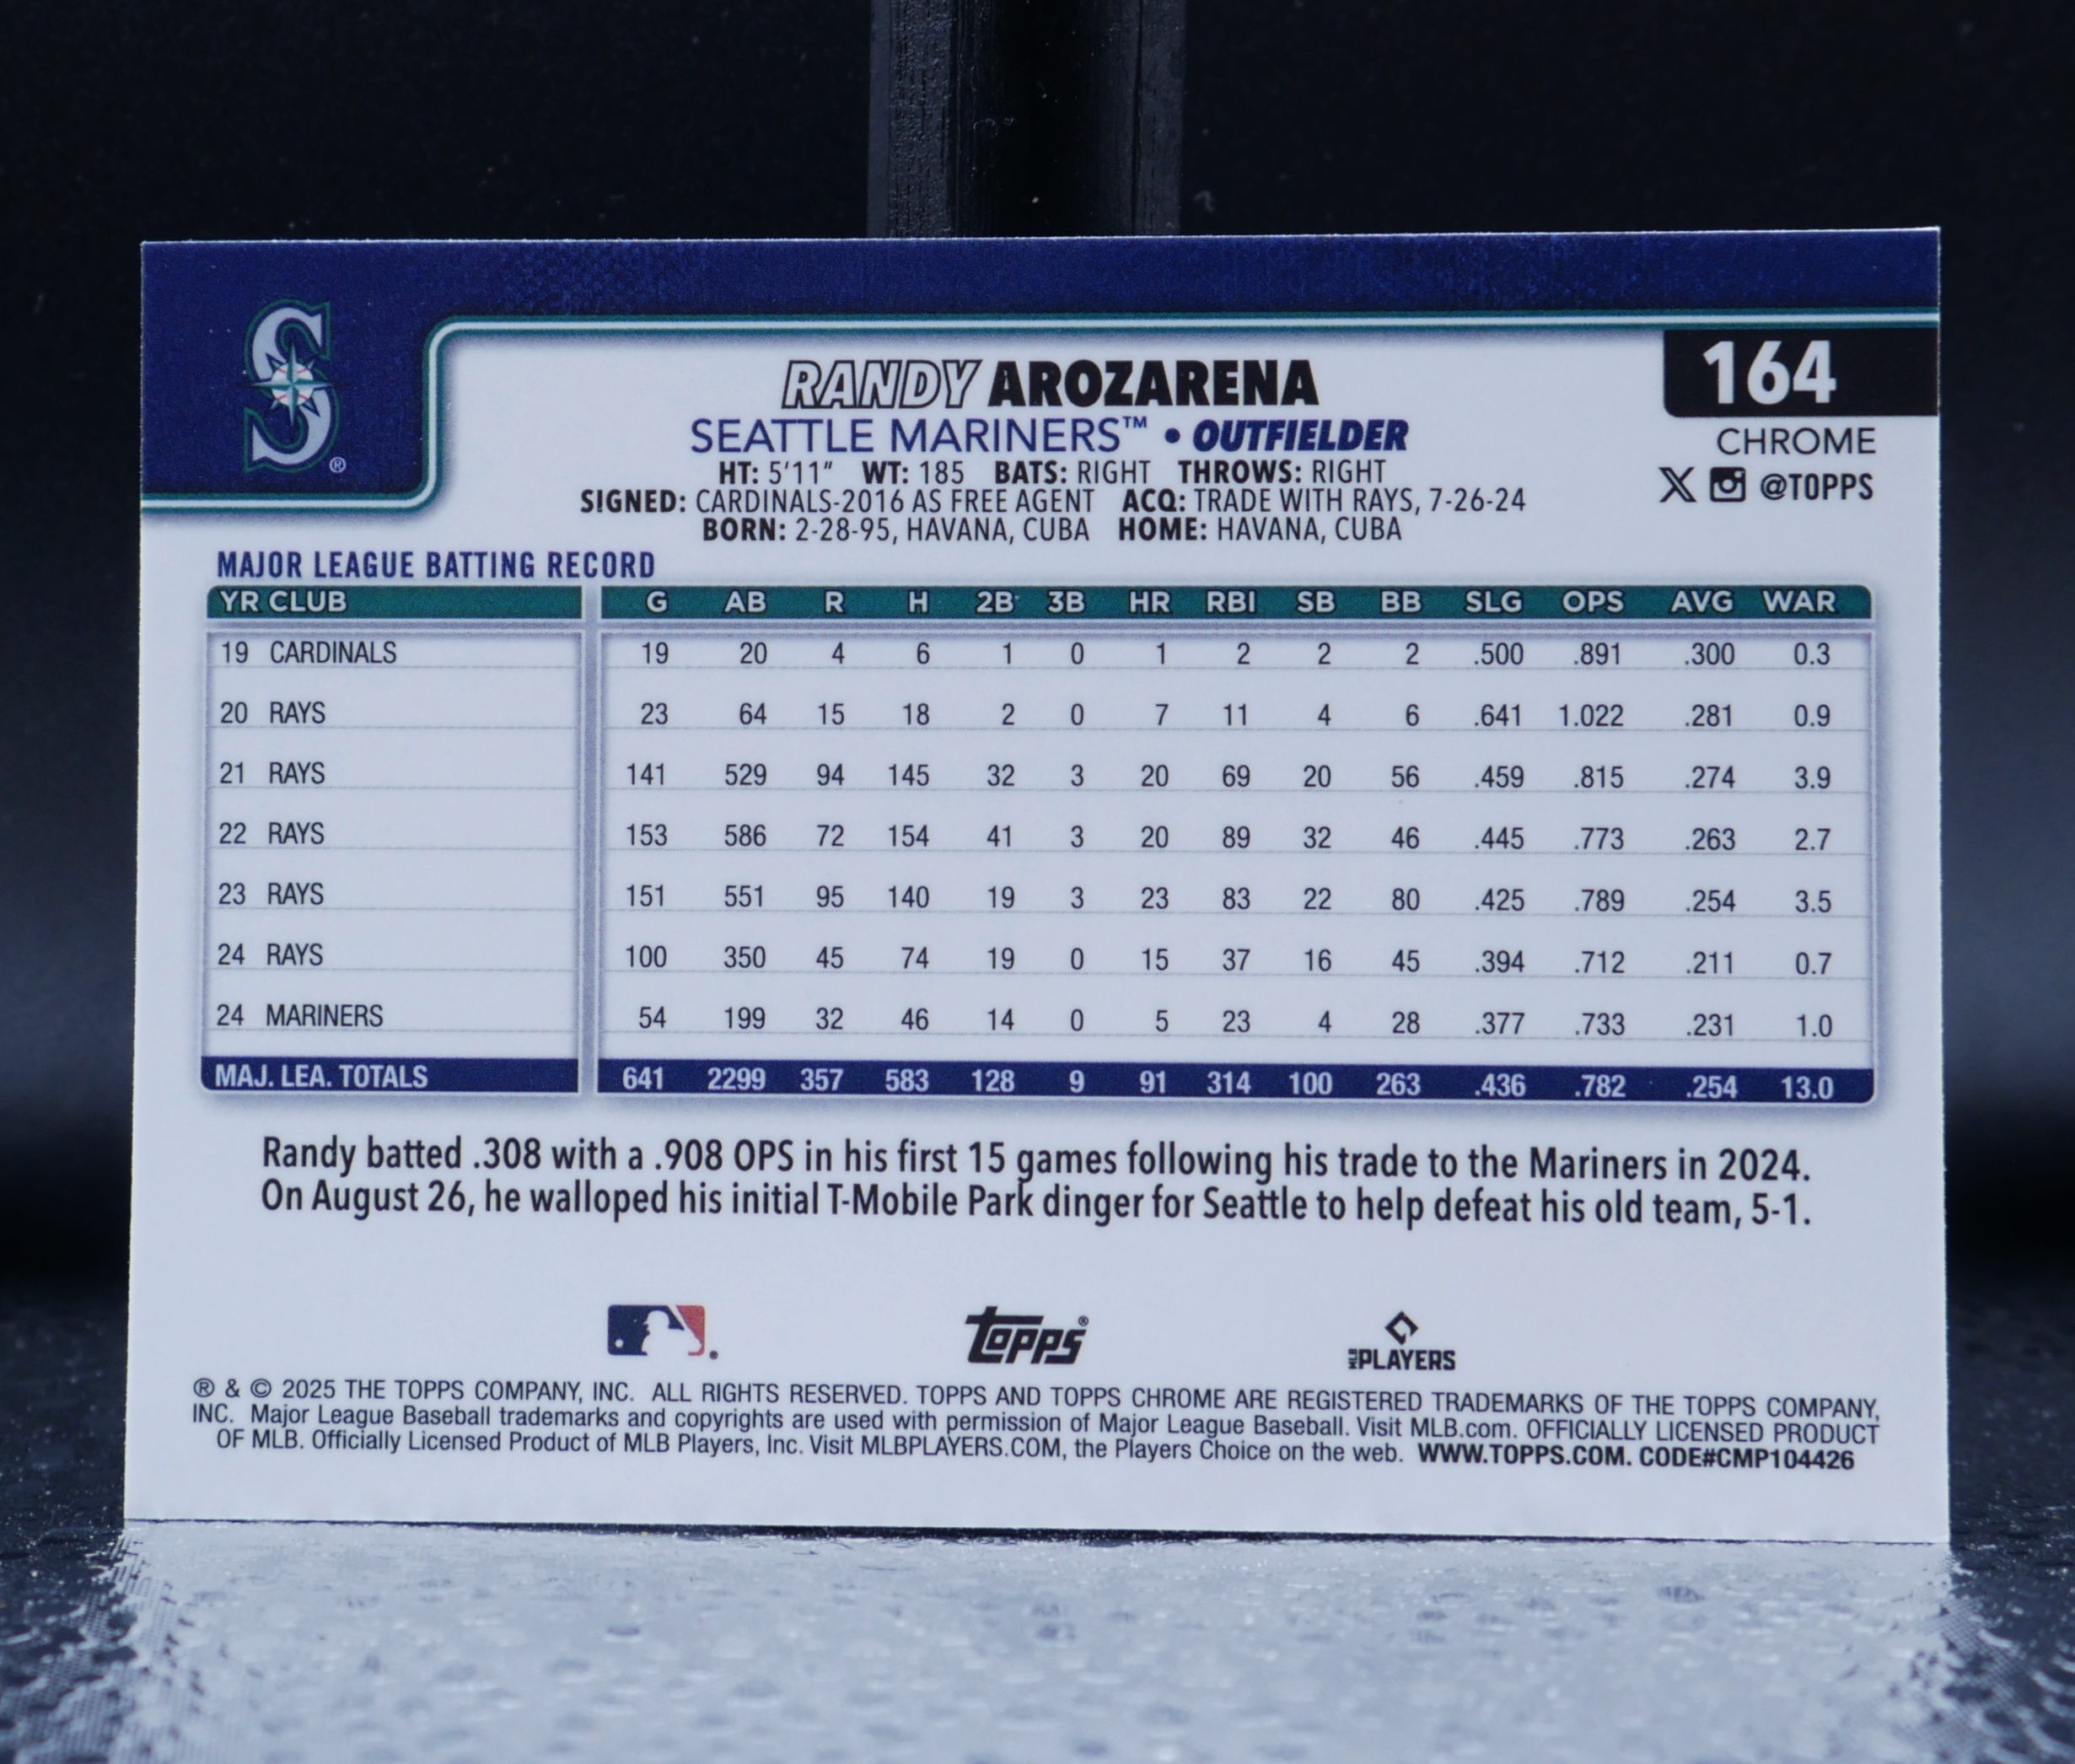 S
®
RANDY AROZARENA
164
SEATTLE MARINERS™ • OUTFIELDER
CHROME
HT: 5'11" WT: 185 BATS: RIGHT THROWS: RIGHT
@TOPPS
SIGNED: CARDINALS-2016 AS FREE AGENT ACQ: TRADE WITH RAYS, 7-26-24
BORN: 2-28-95, HAVANA, CUBA HOME: HAVANA, CUBA
MAJOR LEAGUE BATTING RECORD
YR CLUB G AB R H 2B 3B HR RBI SB BB SLG OPS AVG WAR
19 CARDINALS 19 20 4 6 1 0 1 2 2 2 .500 .891 .300 0.3
20 RAYS 23 64 15 18 2 0 7 11 4 6 .641 1.022 .281 0.9
21 RAYS 141 529 94 145 32 3 20 69 20 56 .459 .815 .274 3.9
22 RAYS 153 586 72 154 41 3 20 89 32 46 .445 .773 .263 2.7
23 RAYS 151 551 95 140 19 3 23 83 22 80 .425 .789 .254 3.5
24 RAYS 100 350 45 74 19 0 15 37 16 45 .394 .712 .211 0.7
24 MARINERS 54 199 32 46 14 0 5 23 4 28 .377 .733 .231 1.0
MAJ. LEA. TOTALS 641 2299 357 583 128 9 91 314 100 263 .436 .782 .254 13.0
Randy batted .308 with a .908 OPS in his first 15 games following his trade to the Mariners in 2024.
On August 26, he walloped his initial T-Mobile Park dinger for Seattle to help defeat his old team, 5-1.
topps®
MLB PLAYERS
® & © 2025 THE TOPPS COMPANY, INC. ALL RIGHTS RESERVED. TOPPS AND TOPPS CHROME ARE REGISTERED TRADEMARKS OF THE TOPPS COMPANY,
INC. Major League Baseball trademarks and copyrights are used with permission of Major League Baseball. Visit MLB.com. OFFICIALLY LICENSED PRODUCT
OF MLB. Officially Licensed Product of MLB Players, Inc. Visit MLBPLAYERS.COM, the Players Choice on the web. WWW.TOPPS.COM. CODE#CMP104426